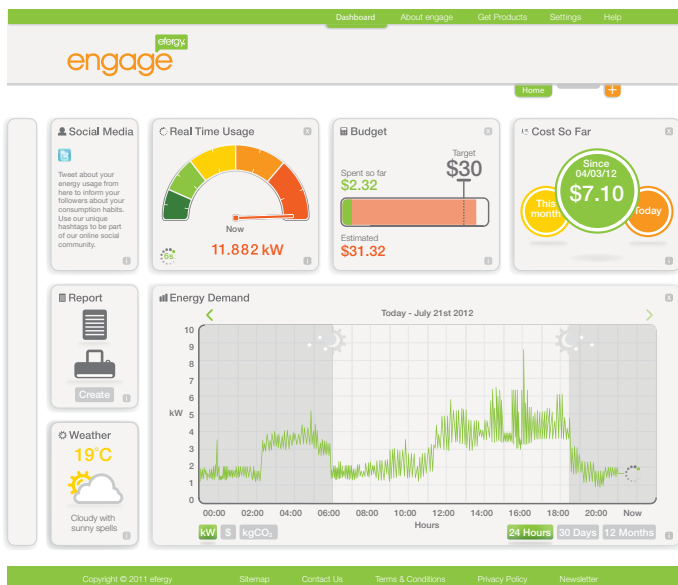 Dashboard About engage Get Products Settings Help
efergy
engage
Home +
Social Media
Tweet about your
energy usage from
here to inform your
followers about your
consumption habits.
Use our unique
hashtags to be part
of our online social
community.
Real Time Usage
Now
6s
11.882 kW
Budget
Target
$30
Spent so far
$2.32
Estimated
$31.32
Cost So Far
Since
04/03/12
$7.10
This
month
Today
Report
Create
Weather
19°C
Cloudy with
sunny spells
Energy Demand
Today - July 21st 2012
10
9
8
7
6
kW 5
4
3
2
1
0
00:00 02:00 04:00 06:00 08:00 10:00 12:00 14:00 16:00 18:00 20:00 Now
Hours
kW $ kgCO₂ 24 Hours 30 Days 12 Months
Copyright © 2011 efergy Sitemap Contact Us Terms & Conditions Privacy Policy Newsletter